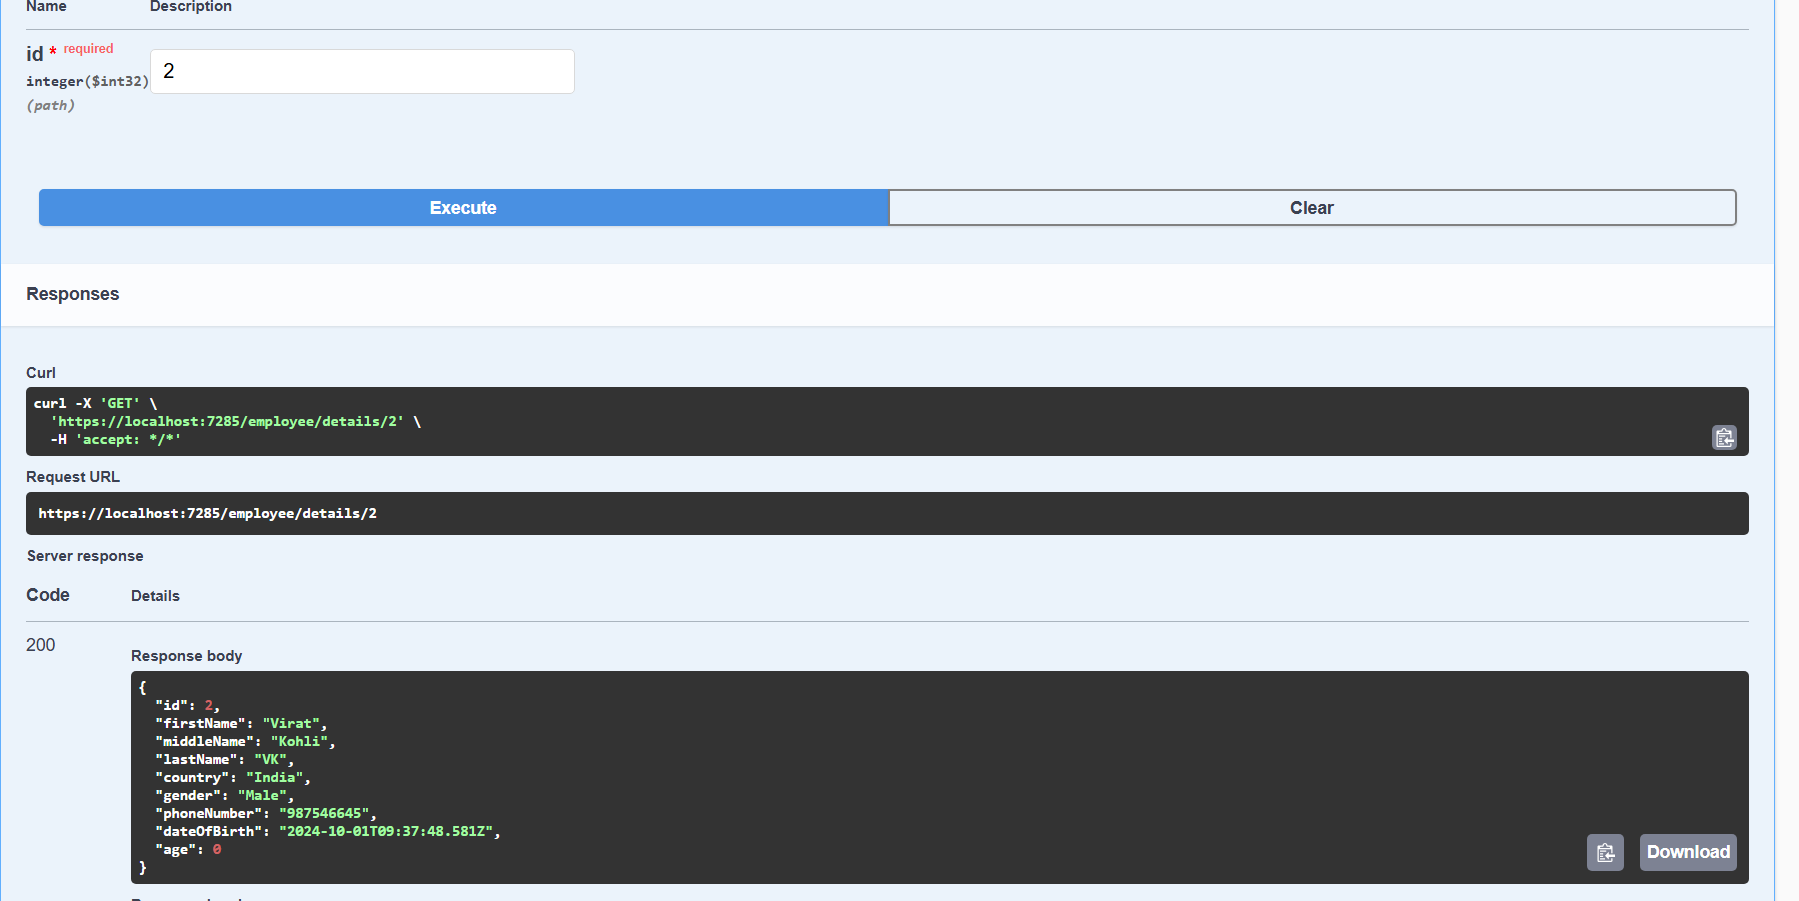 Name Description
id * required
integer($int32)
(path)
2
Execute Clear
Responses
Curl
curl -X 'GET' \
  'https://localhost:7285/employee/details/2' \
  -H 'accept: */*'
Request URL
https://localhost:7285/employee/details/2
Server response
Code Details
200
Response body
{
  "id": 2,
  "firstName": "Virat",
  "middleName": "Kohli",
  "lastName": "VK",
  "country": "India",
  "gender": "Male",
  "phoneNumber": "987546645",
  "dateOfBirth": "2024-10-01T09:37:48.581Z",
  "age": 0
}
Download